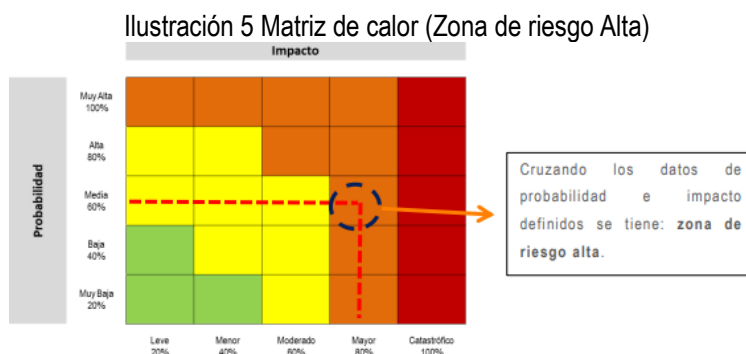 Ilustración 5 Matriz de calor (Zona de riesgo Alta)
Impacto
Probabilidad
Muy Alta
100%
Alta
80%
Media
60%
Baja
40%
Muy Baja
20%
Leve
20%
Menor
40%
Moderado
60%
Mayor
80%
Catastrófico
100%
Cruzando los datos de
probabilidad e impacto
definidos se tiene: zona de
riesgo alta.